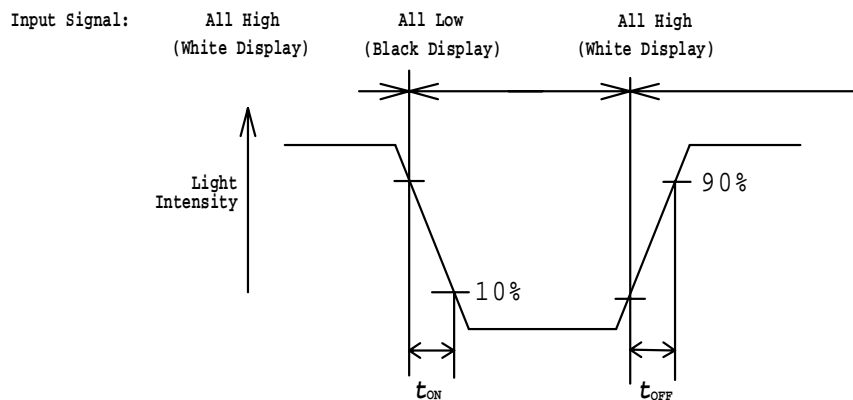 Input Signal: All High All Low All High
(White Display) (Black Display) (White Display)
Light
Intensity
90%
10%
tON tOFF